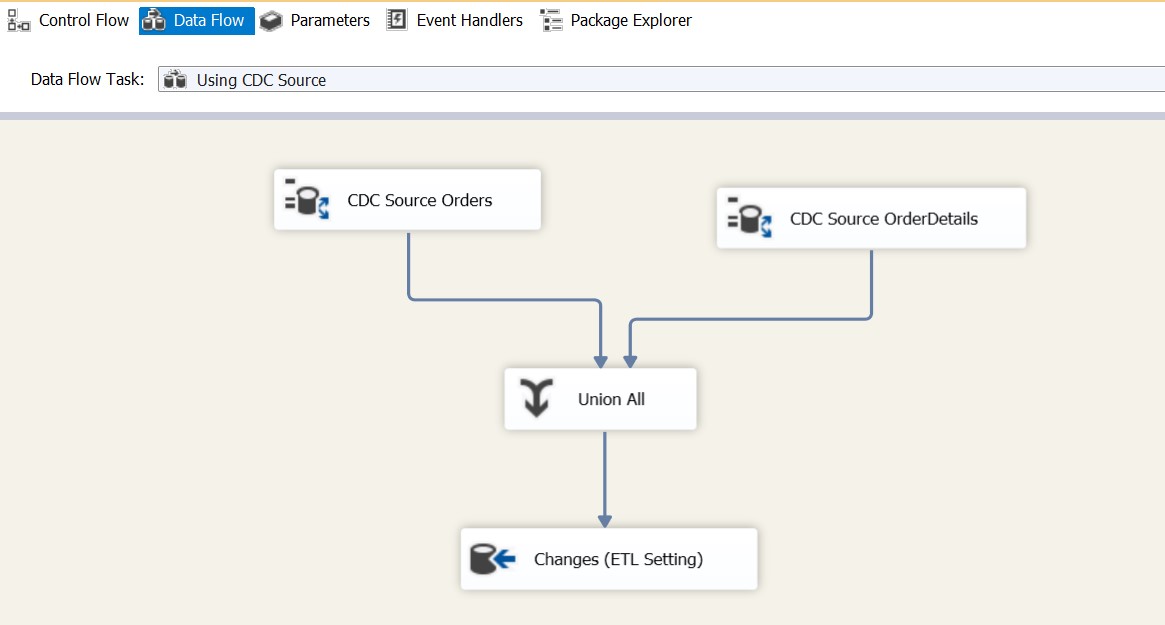 Control Flow Data Flow Parameters Event Handlers Package Explorer
Data Flow Task: Using CDC Source
CDC Source Orders
CDC Source OrderDetails
Union All
Changes (ETL Setting)